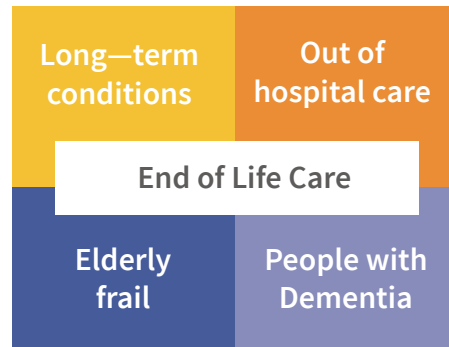 Long—term
conditions
Out of
hospital care
End of Life Care
Elderly
frail
People with
Dementia